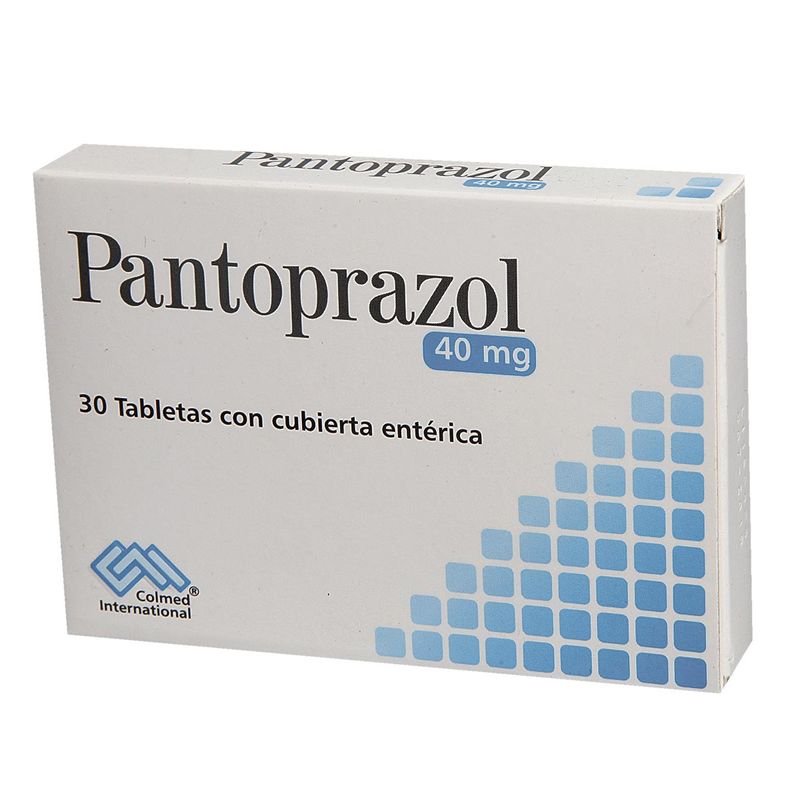 Pantoprazol
40 mg
Pantoprazol
40 mg
30 Tabletas con cubierta entérica
Colmed®
International